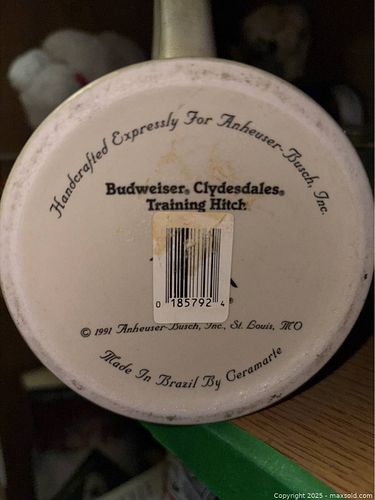 Handcrafted Expressly For Anheuser-Busch, Inc.
Budweiser® Clydesdales®
Training Hitch
0 185792 4
®
© 1991 Anheuser-Busch, Inc., St. Louis, MO
Made In Brazil By Ceramarte
Copyright 2025 - maxsold.com